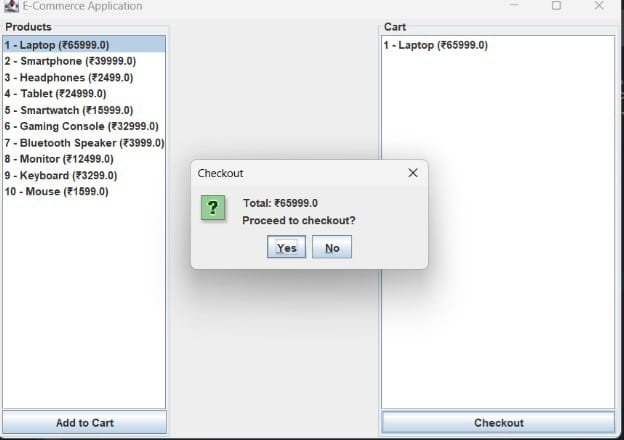 E-Commerce Application
Products
1 - Laptop (₹65999.0)
2 - Smartphone (₹39999.0)
3 - Headphones (₹2499.0)
4 - Tablet (₹24999.0)
5 - Smartwatch (₹15999.0)
6 - Gaming Console (₹32999.0)
7 - Bluetooth Speaker (₹3999.0)
8 - Monitor (₹12499.0)
9 - Keyboard (₹3299.0)
10 - Mouse (₹1599.0)
Add to Cart
Checkout
Total: ₹65999.0
Proceed to checkout?
Yes
No
Cart
1 - Laptop (₹65999.0)
Checkout